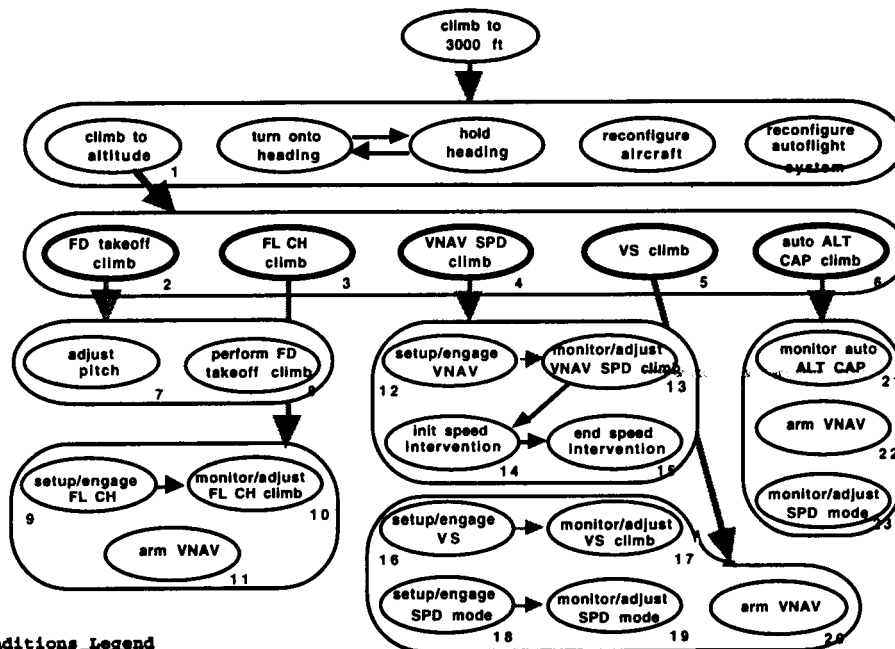 climb to
3000 ft
climb to
altitude
1
turn onto
heading
hold
heading
reconfigure
aircraft
reconfigure
autoflight
system
FD takeoff
climb
2
FL CH
climb
3
VNAV SPD
climb
4
VS climb
5
auto ALT
CAP climb
6
adjust
pitch
7
perform FD
takeoff climb
8
setup/engage
VNAV
12
monitor/adjust
VNAV SPD climb
13
init speed
intervention
14
end speed
intervention
15
monitor auto
ALT CAP
21
arm VNAV
22
monitor/adjust
SPD mode
23
setup/engage
FL CH
9
monitor/adjust
FL CH climb
10
arm VNAV
11
setup/engage
VS
16
monitor/adjust
VS climb
17
setup/engage
SPD mode
18
monitor/adjust
SPD mode
19
arm VNAV
20
nditions Legend